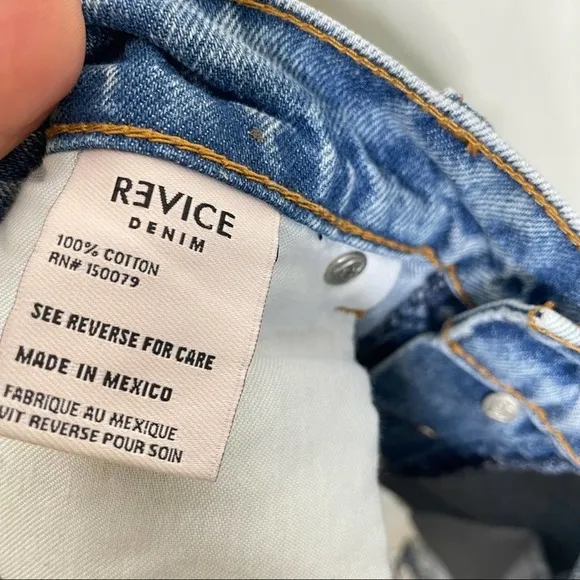 REVICE
DENIM
100% COTTON
RN# 150079
SEE REVERSE FOR CARE
MADE IN MEXICO
FABRIQUE AU MEXIQUE
VIT REVERSE POUR SOIN